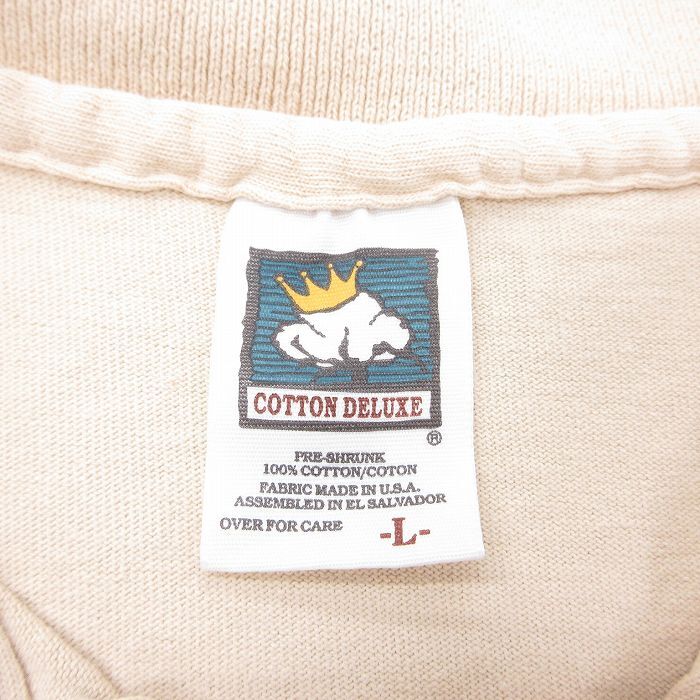 COTTON DELUXE
®
PRE-SHRUNK
100% COTTON/COTON
FABRIC MADE IN U.S.A.
ASSEMBLED IN EL SALVADOR
OVER FOR CARE -L-